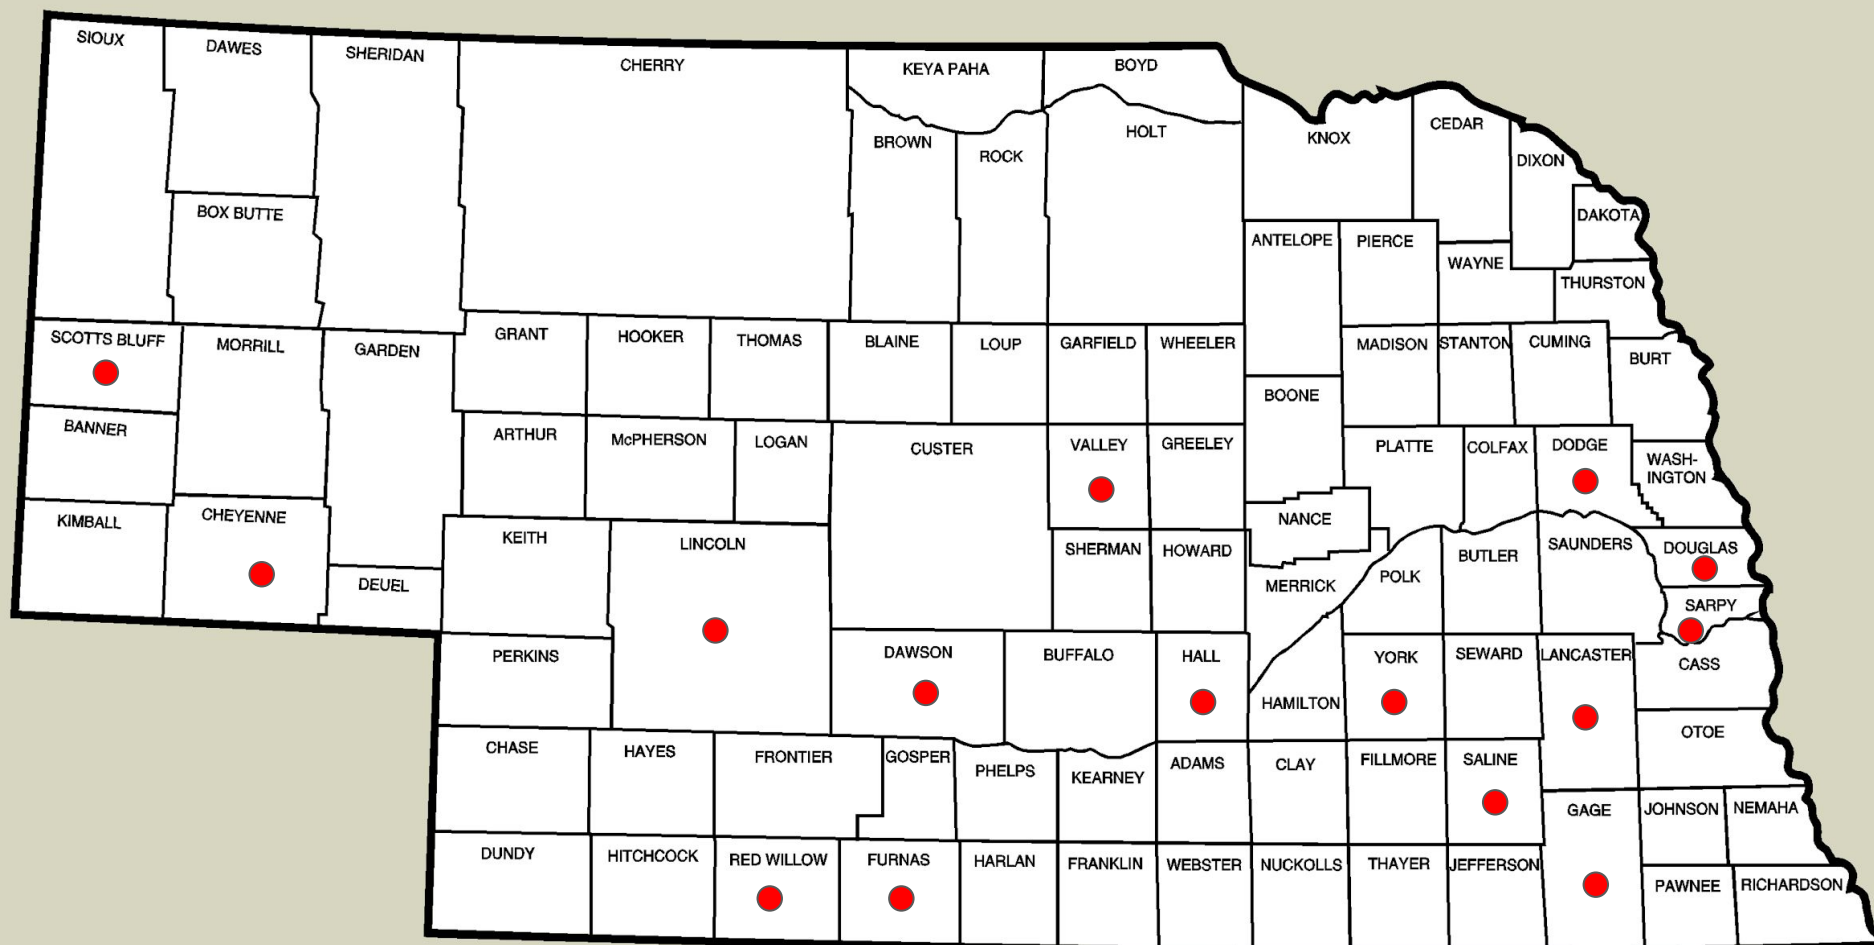 SIOUX
DAWES
SHERIDAN
CHERRY
KEYA PAHA
BOYD
BROWN
ROCK
HOLT
KNOX
CEDAR
DIXON
DAKOTA
BOX BUTTE
ANTELOPE
PIERCE
WAYNE
THURSTON
SCOTTS BLUFF
MORRILL
GARDEN
GRANT
HOOKER
THOMAS
BLAINE
LOUP
GARFIELD
WHEELER
MADISON
STANTON
CUMING
BURT
BOONE
BANNER
ARTHUR
McPHERSON
LOGAN
CUSTER
VALLEY
GREELEY
PLATTE
COLFAX
DODGE
WASH-
INGTON
KIMBALL
CHEYENNE
NANCE
KEITH
LINCOLN
SHERMAN
HOWARD
MERRICK
POLK
BUTLER
SAUNDERS
DOUGLAS
DEUEL
SARPY
PERKINS
DAWSON
BUFFALO
HALL
HAMILTON
YORK
SEWARD
LANCASTER
CASS
OTOE
CHASE
HAYES
FRONTIER
GOSPER
PHELPS
KEARNEY
ADAMS
CLAY
FILLMORE
SALINE
GAGE
JOHNSON
NEMAHA
DUNDY
HITCHCOCK
RED WILLOW
FURNAS
HARLAN
FRANKLIN
WEBSTER
NUCKOLLS
THAYER
JEFFERSON
PAWNEE
RICHARDSON